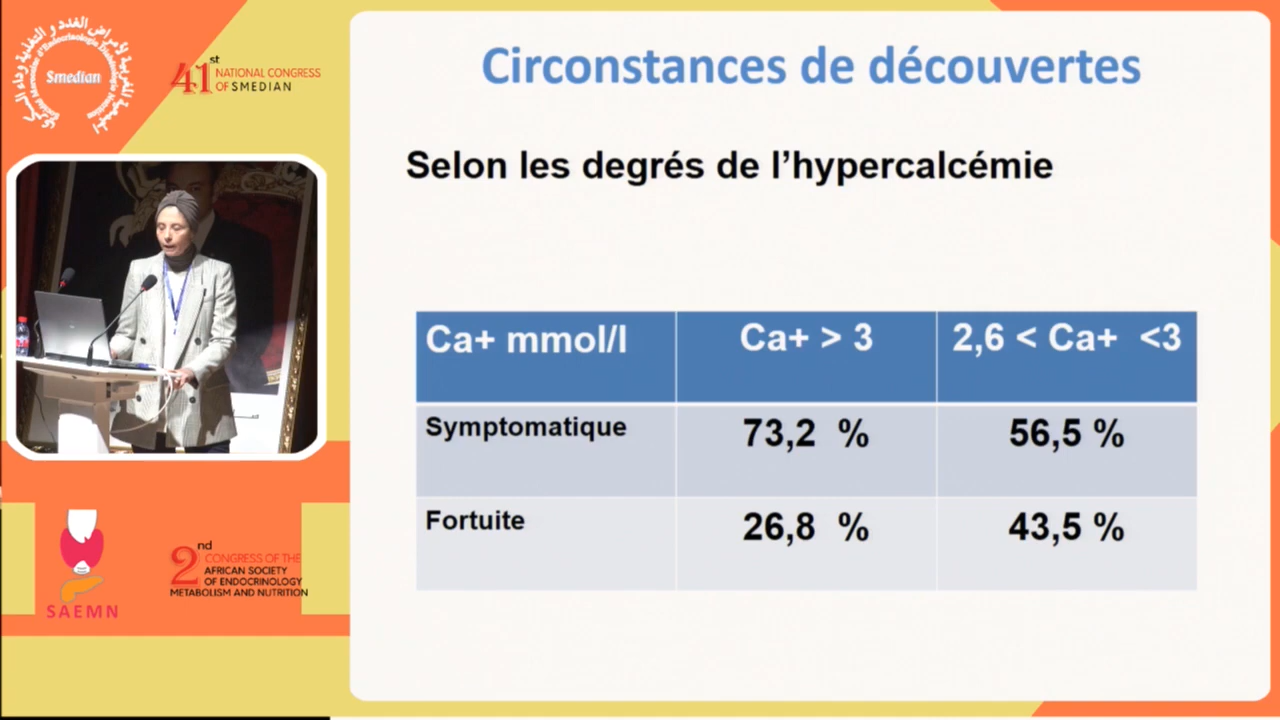 Smedian
41st
NATIONAL CONGRESS
OF SMEDIAN
SAEMN
2nd
CONGRESS OF THE
AFRICAN SOCIETY
OF ENDOCRINOLOGY
METABOLISM AND NUTRITION
Circonstances de découvertes
Selon les degrés de l’hypercalcémie
Ca+ mmol/l Ca+ > 3 2,6 < Ca+ <3
Symptomatique 73,2 % 56,5 %
Fortuite 26,8 % 43,5 %